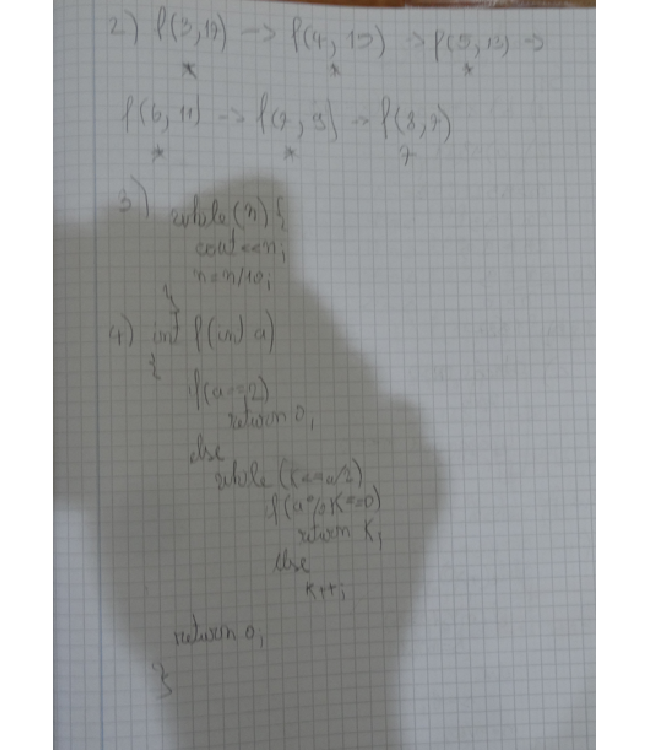 2) f(3,17) -> f(4, 15) -> f(5, 13) ->
* * *
f(6, 11) -> f(7, 9) -> f(8,7)
* * 7
3) while(n){
cout<<n;
n=n/10;
}
4) int f(int a)
{
if(a==2)
return 0;
else
while (K<=a/2)
if(a%K==0)
return K;
else
K++;
return 0;
}